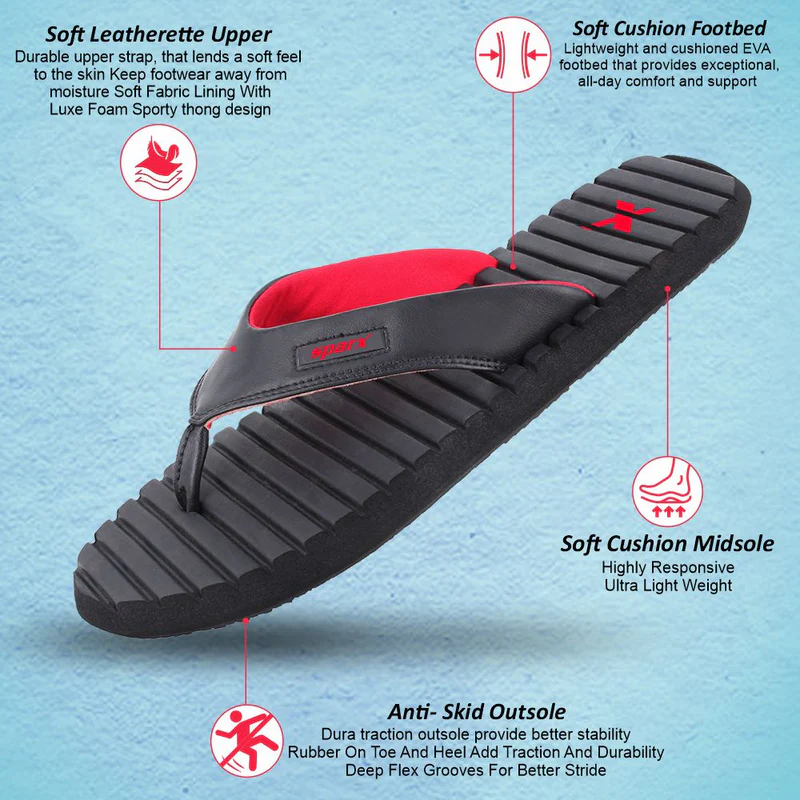 Soft Leatherette Upper
Durable upper strap, that lends a soft feel
to the skin Keep footwear away from
moisture Soft Fabric Lining With
Luxe Foam Sporty thong design
Soft Cushion Footbed
Lightweight and cushioned EVA
footbed that provides exceptional,
all-day comfort and support
sparx
Soft Cushion Midsole
Highly Responsive
Ultra Light Weight
Anti- Skid Outsole
Dura traction outsole provide better stability
Rubber On Toe And Heel Add Traction And Durability
Deep Flex Grooves For Better Stride